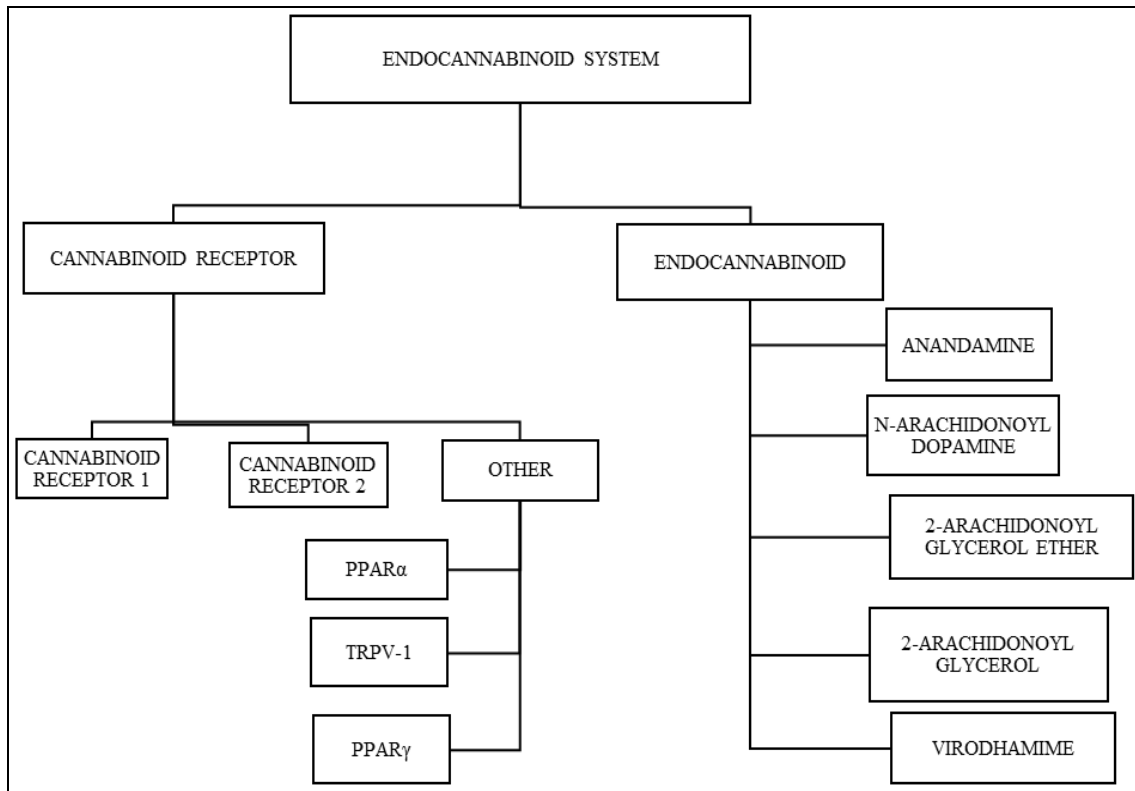 ENDOCANNABINOID SYSTEM
CANNABINOID RECEPTOR
ENDOCANNABINOID
CANNABINOID
RECEPTOR 1
CANNABINOID
RECEPTOR 2
OTHER
PPARα
TRPV-1
PPARγ
ANANDAMINE
N-ARACHIDONOYL
DOPAMINE
2-ARACHIDONOYL
GLYCEROL ETHER
2-ARACHIDONOYL
GLYCEROL
VIRODHAMIME